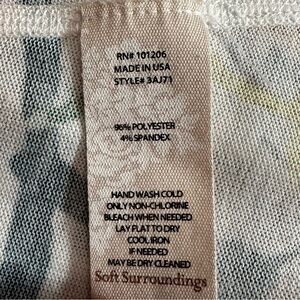 RN# 101206
MADE IN USA
STYLE# 3AJ71
96% POLYESTER
4% SPANDEX
HAND WASH COLD
ONLY NON-CHLORINE
BLEACH WHEN NEEDED
LAY FLAT TO DRY
COOL IRON
IF NEEDED
MAY BE DRY CLEANED
Soft Surroundings